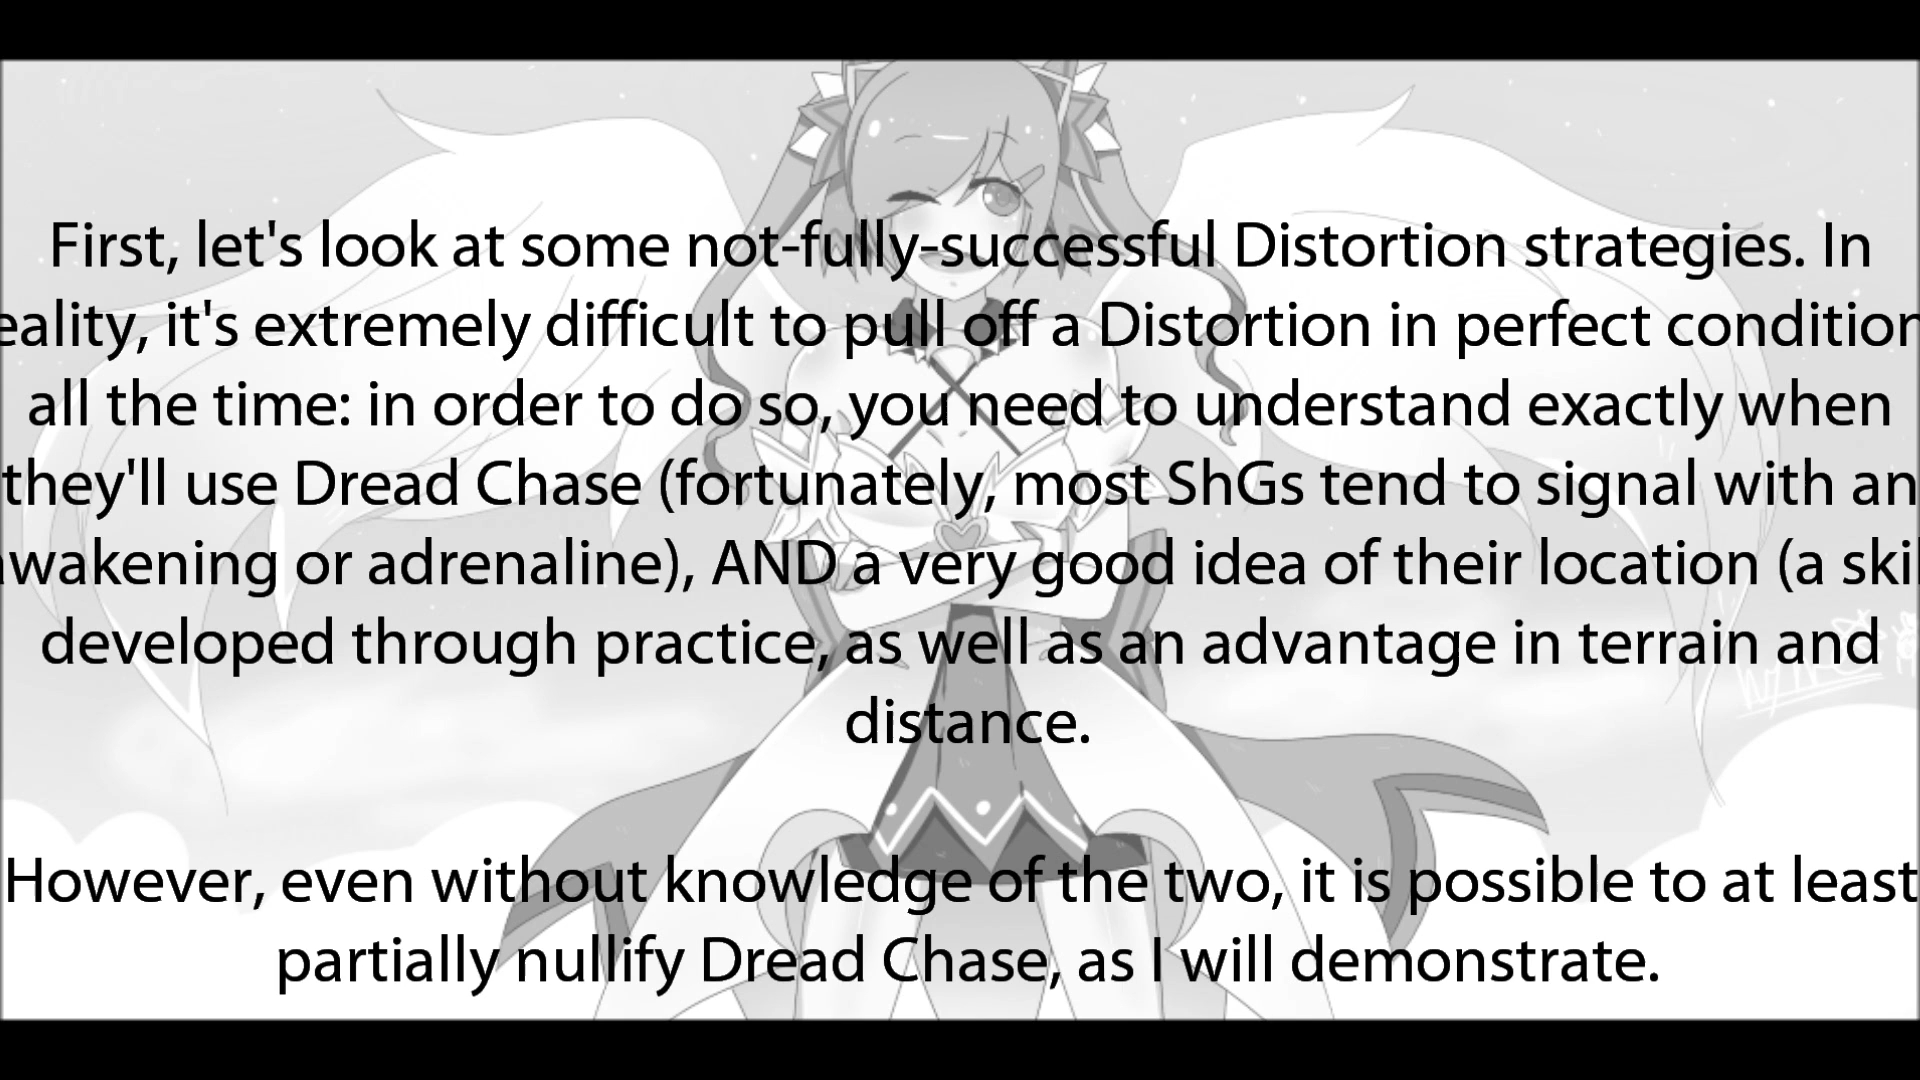 First, let's look at some not-fully-successful Distortion strategies. In
eality, it's extremely difficult to pull off a Distortion in perfect condition
all the time: in order to do so, you need to understand exactly when
they'll use Dread Chase (fortunately, most ShGs tend to signal with an
wakening or adrenaline), AND a very good idea of their location (a skil
developed through practice, as well as an advantage in terrain and
distance.
However, even without knowledge of the two, it is possible to at least
partially nullify Dread Chase, as I will demonstrate.